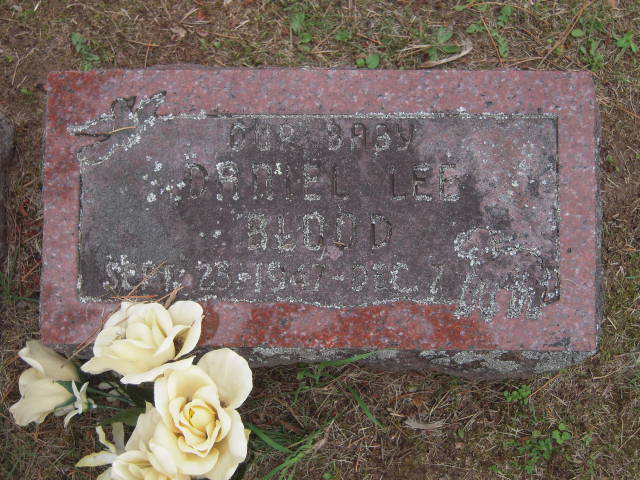 OUR BABY
DANIEL LEE
BLOOD
SEPT. 23-1967-DEC. 7